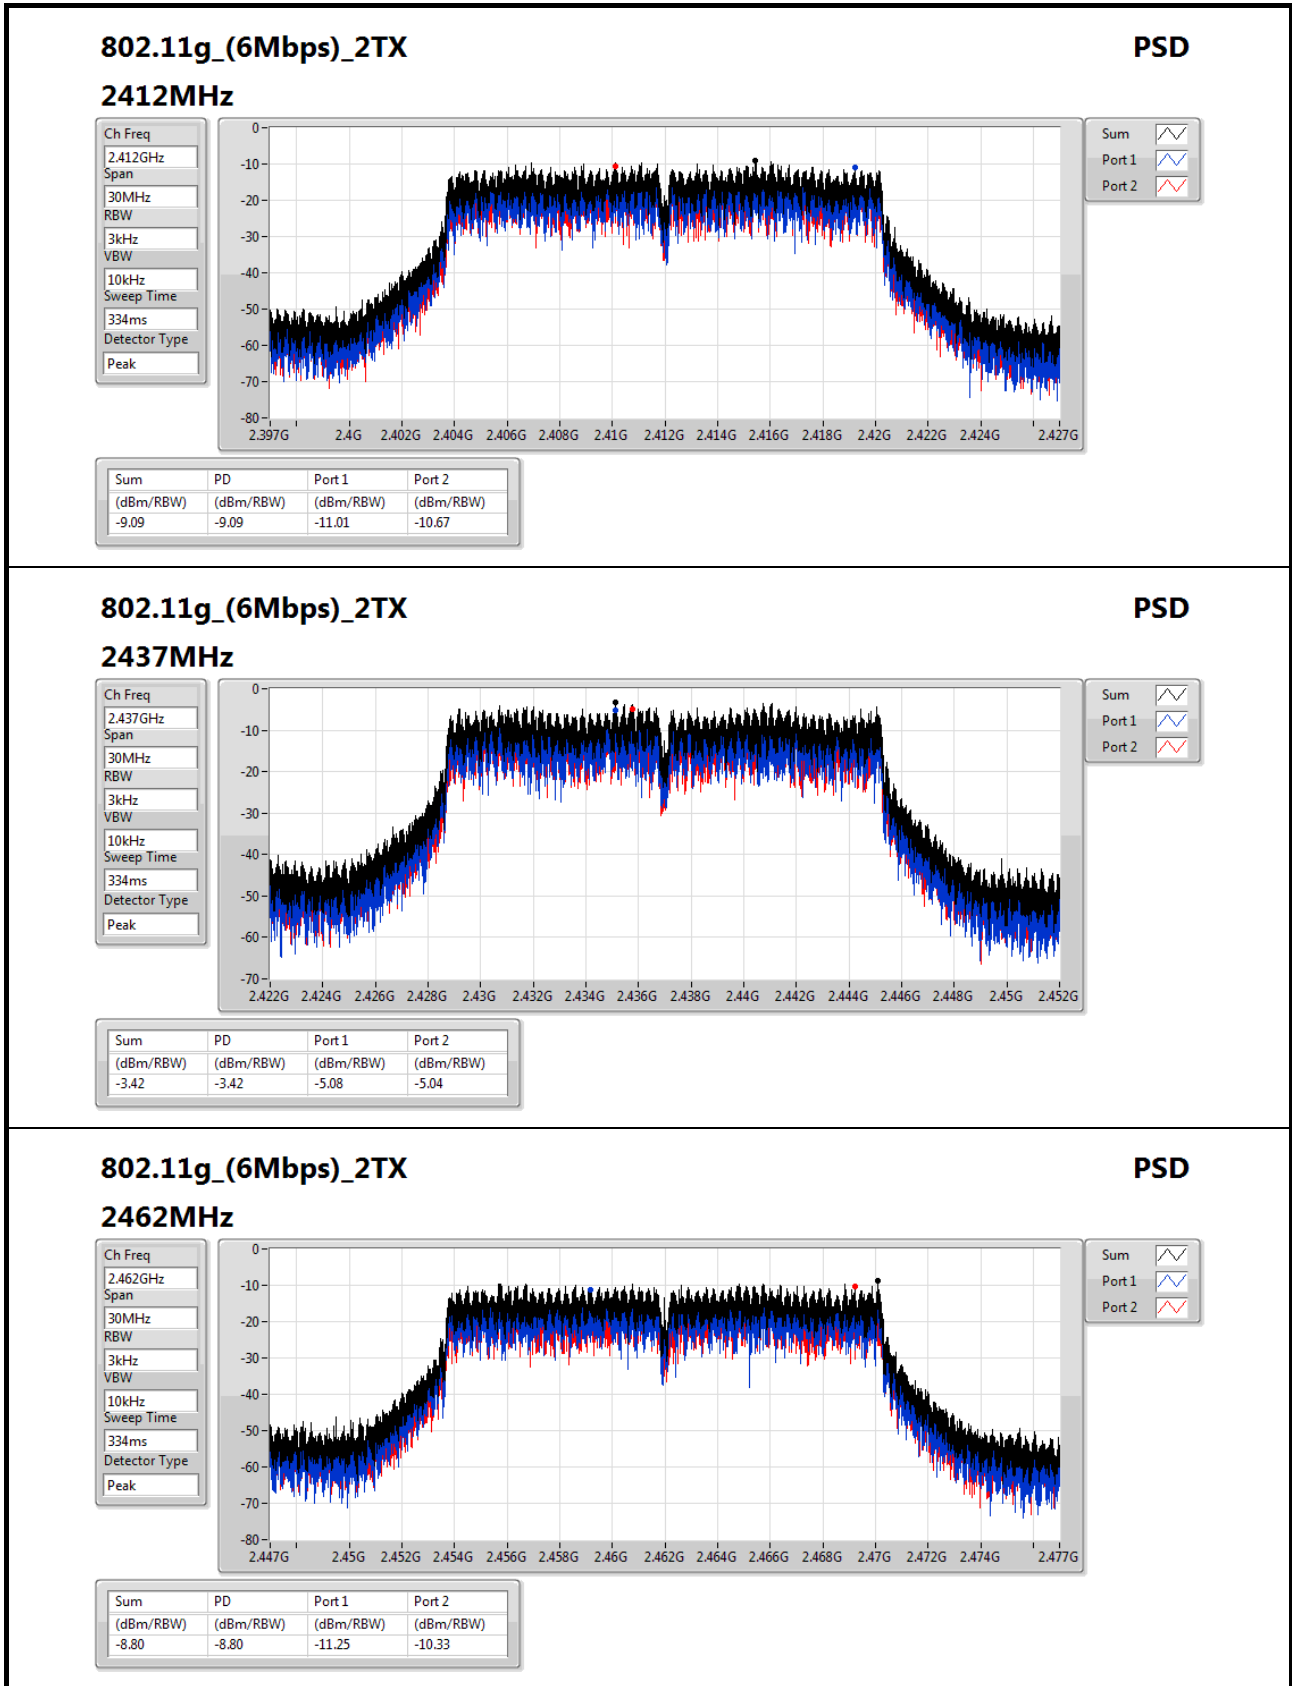 802.11g_(6Mbps)_2TX PSD
2412MHz
Ch Freq
2.412GHz
Span
30MHz
RBW
3kHz
VBW
10kHz
Sweep Time
334ms
Detector Type
Peak
0
-10
-20
-30
-40
-50
-60
-70
-80
2.397G 2.4G 2.402G 2.404G 2.406G 2.408G 2.41G 2.412G 2.414G 2.416G 2.418G 2.42G 2.422G 2.424G 2.427G
Sum
Port 1
Port 2
Sum PD Port 1 Port 2
(dBm/RBW) (dBm/RBW) (dBm/RBW) (dBm/RBW)
-9.09 -9.09 -11.01 -10.67
802.11g_(6Mbps)_2TX PSD
2437MHz
Ch Freq
2.437GHz
Span
30MHz
RBW
3kHz
VBW
10kHz
Sweep Time
334ms
Detector Type
Peak
0
-10
-20
-30
-40
-50
-60
-70
2.422G 2.424G 2.426G 2.428G 2.43G 2.432G 2.434G 2.436G 2.438G 2.44G 2.442G 2.444G 2.446G 2.448G 2.45G 2.452G
Sum
Port 1
Port 2
Sum PD Port 1 Port 2
(dBm/RBW) (dBm/RBW) (dBm/RBW) (dBm/RBW)
-3.42 -3.42 -5.08 -5.04
802.11g_(6Mbps)_2TX PSD
2462MHz
Ch Freq
2.462GHz
Span
30MHz
RBW
3kHz
VBW
10kHz
Sweep Time
334ms
Detector Type
Peak
0
-10
-20
-30
-40
-50
-60
-70
-80
2.447G 2.45G 2.452G 2.454G 2.456G 2.458G 2.46G 2.462G 2.464G 2.466G 2.468G 2.47G 2.472G 2.474G 2.477G
Sum
Port 1
Port 2
Sum PD Port 1 Port 2
(dBm/RBW) (dBm/RBW) (dBm/RBW) (dBm/RBW)
-8.80 -8.80 -11.25 -10.33